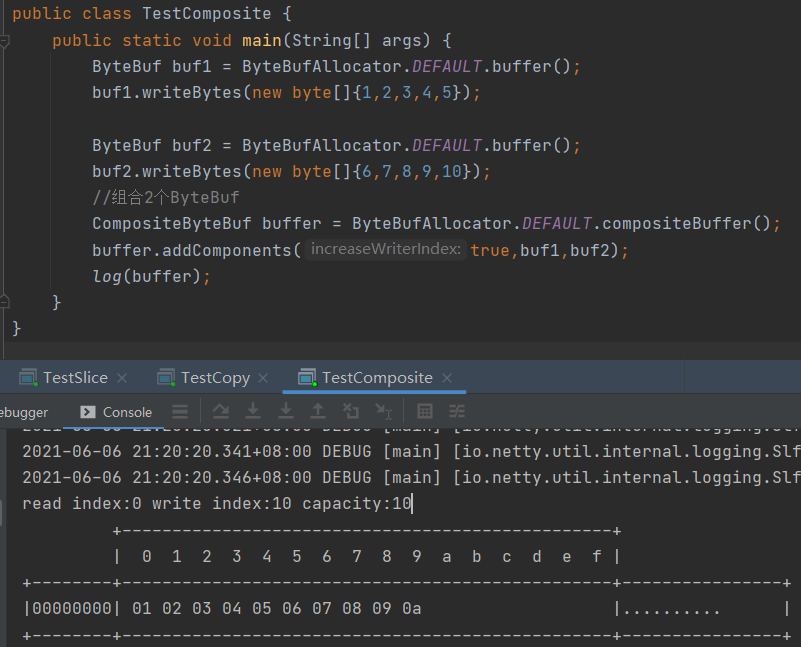 public class TestComposite {
public static void main(String[] args) {
ByteBuf buf1 = ByteBufAllocator.DEFAULT.buffer();
buf1.writeBytes(new byte[]{1,2,3,4,5});
ByteBuf buf2 = ByteBufAllocator.DEFAULT.buffer();
buf2.writeBytes(new byte[]{6,7,8,9,10});
//组合2个ByteBuf
CompositeByteBuf buffer = ByteBufAllocator.DEFAULT.compositeBuffer();
buffer.addComponents( increaseWriterIndex: true,buf1,buf2);
log(buffer);
}
}
TestSlice × TestCopy × TestComposite ×
ebugger Console
2021-06-06 21:20:20.341+08:00 DEBUG [main] [io.netty.util.internal.logging.Slf
2021-06-06 21:20:20.346+08:00 DEBUG [main] [io.netty.util.internal.logging.Slf
read index:0 write index:10 capacity:10
+-------------------------------------------------+
| 0 1 2 3 4 5 6 7 8 9 a b c d e f |
+--------+-------------------------------------------------+----------------+
|00000000| 01 02 03 04 05 06 07 08 09 0a |.......... |
+--------+-------------------------------------------------+----------------+